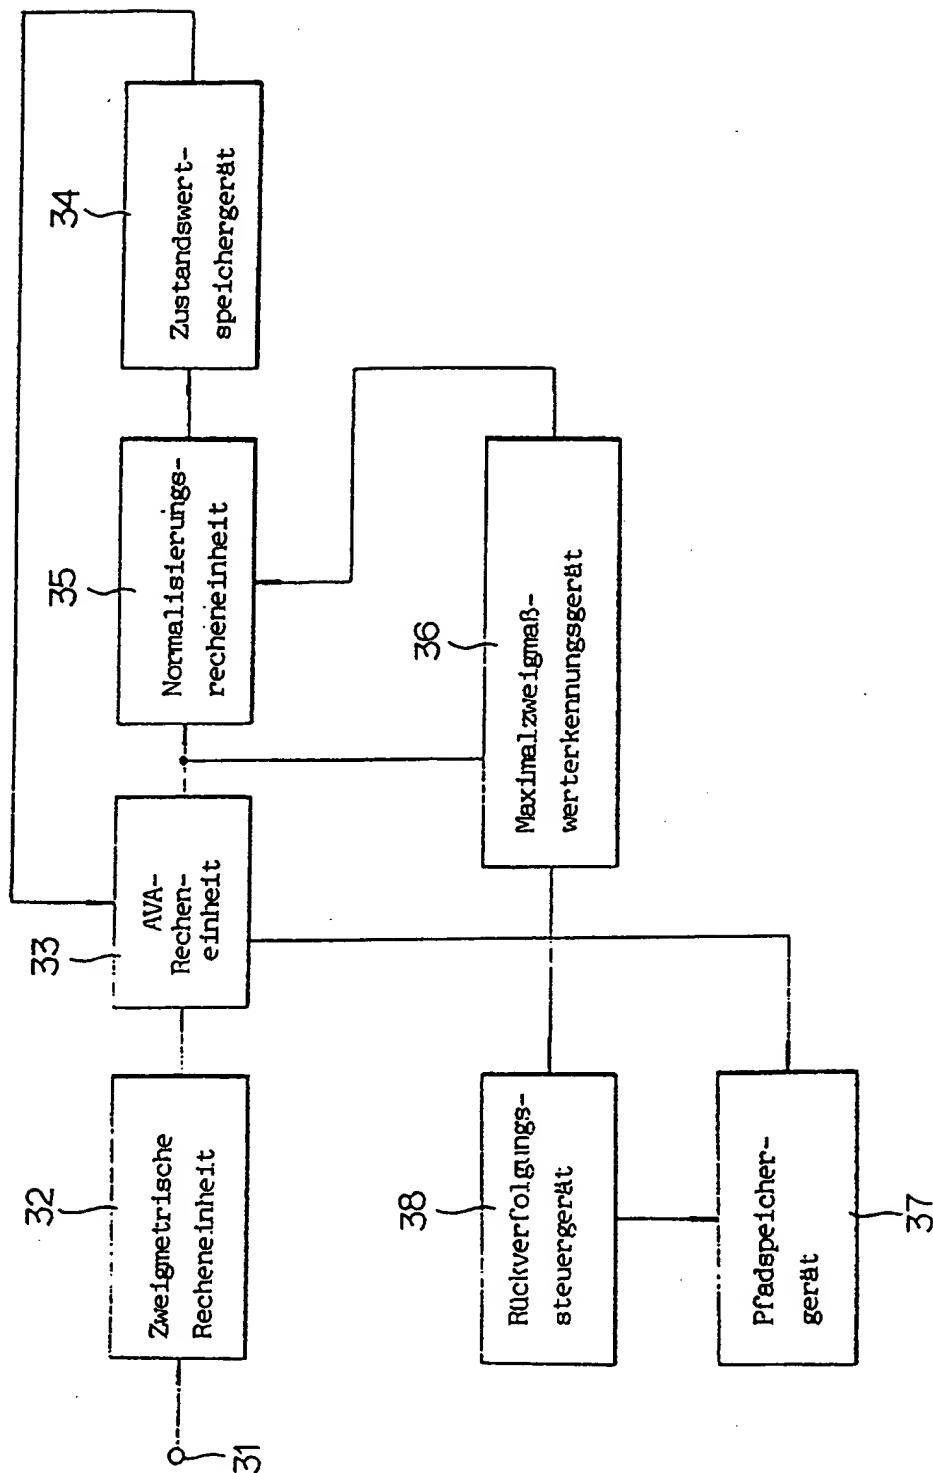 31
32
Zweigmetrische
Recheneinheit
33
AVA-
Rechen-
einheit
35
Normalisierungs-
recheneinheit
34
Zustandswert-
speichergerät
36
Maximalzweigmaß-
werterkennungsgerät
38
Rückverfolgungs-
steuergerät
Pfadspeicher-
gerät
37